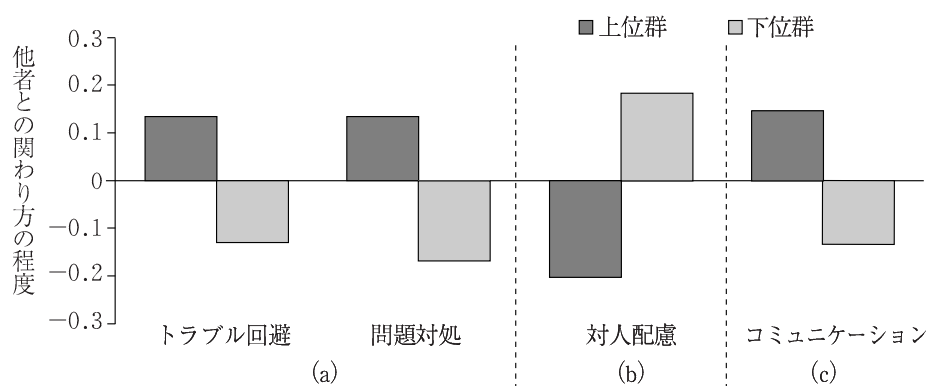 ■上位群 □下位群
他者との関わり方の程度
0.3
0.2
0.1
0
－0.1
－0.2
－0.3
トラブル回避 問題対処 対人配慮 コミュニケーション
(a) (b) (c)